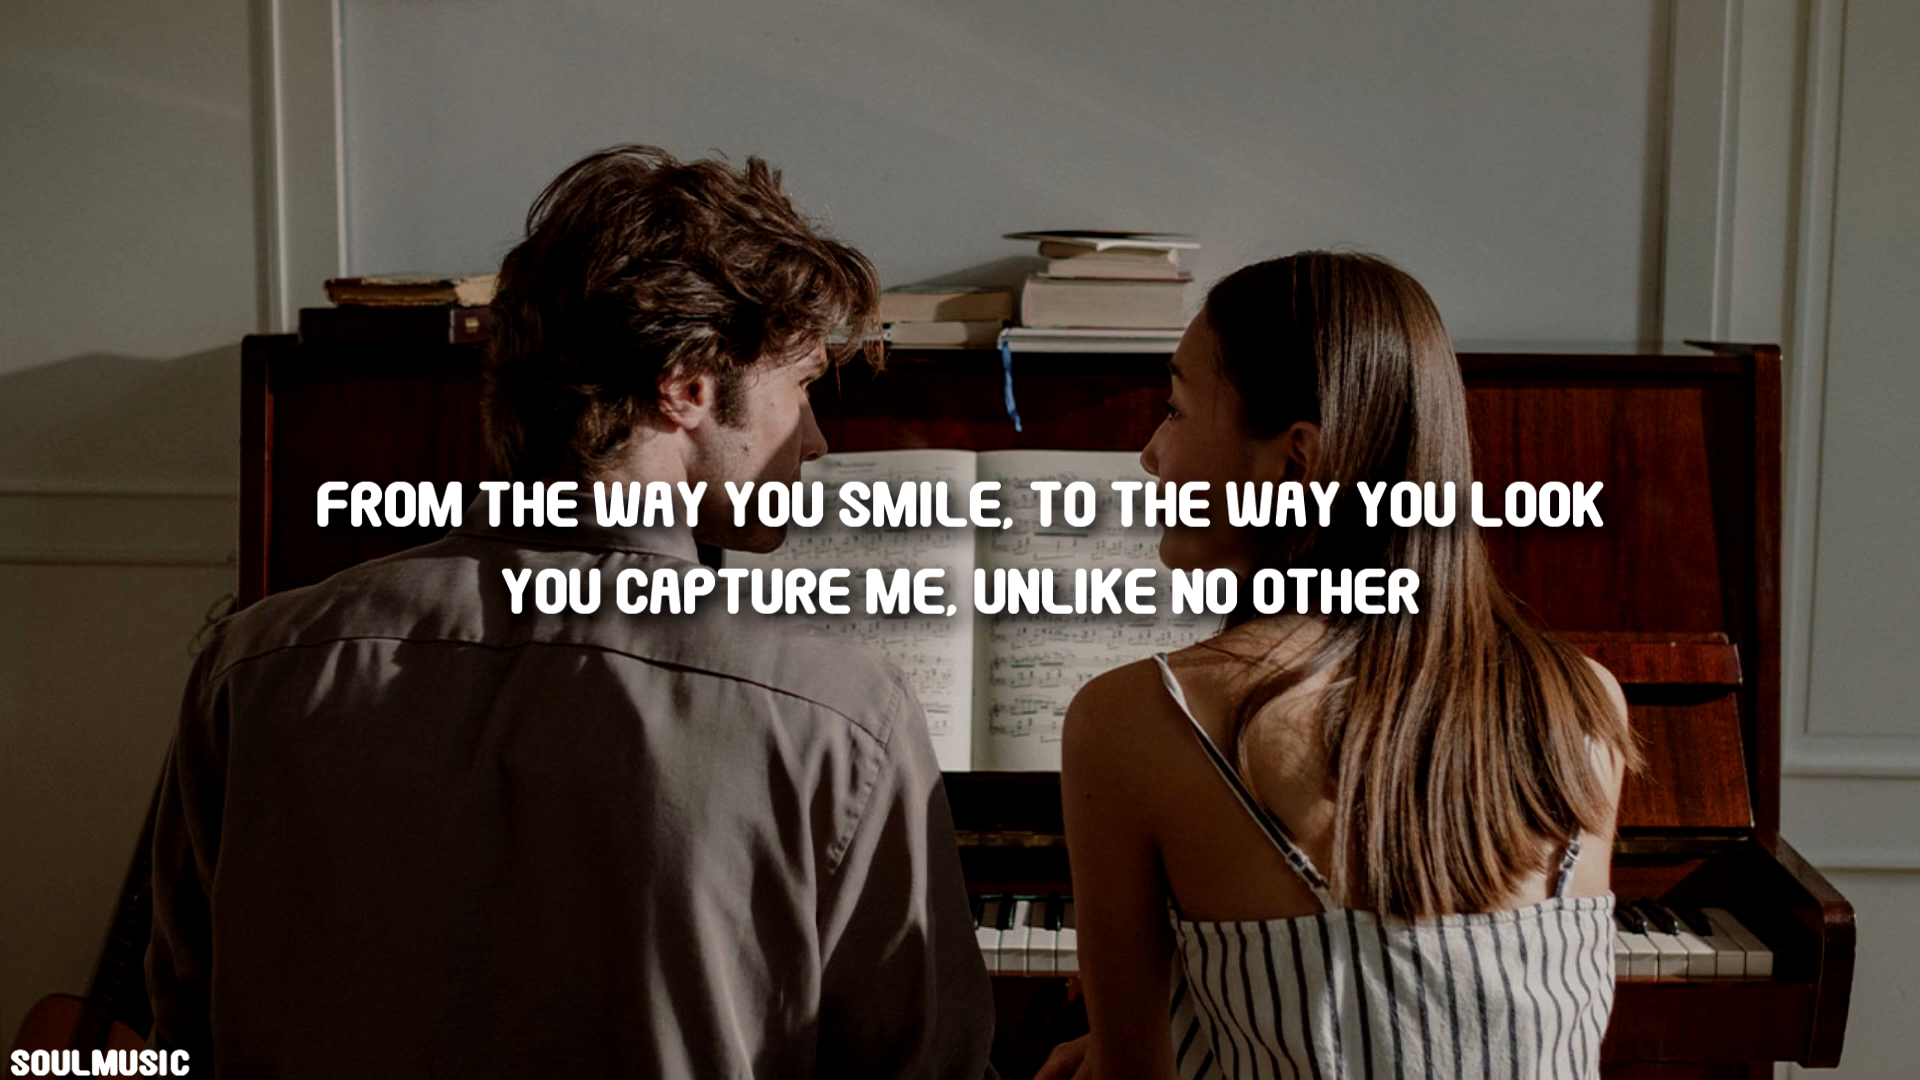 FROM THE WAY YOU SMILE, TO THE WAY YOU LOOK
YOU CAPTURE ME, UNLIKE NO OTHER
SOULMUSIC